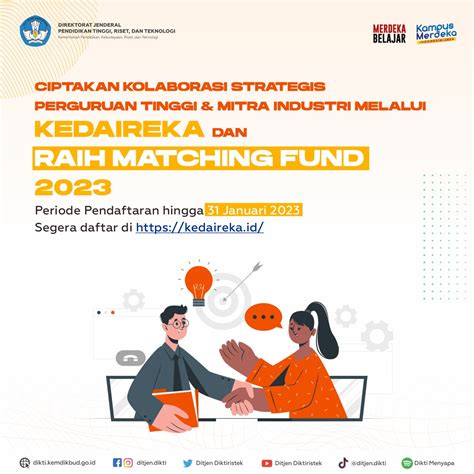 DIREKTORAT JENDERAL
PENDIDIKAN TINGGI, RISET, DAN TEKNOLOGI
Kementerian Pendidikan, Kebudayaan, Riset, dan Teknologi
MERDEKA
BELAJAR
Kampus
Merdeka
INDONESIA JAYA
CIPTAKAN KOLABORASI STRATEGIS
PERGURUAN TINGGI & MITRA INDUSTRI MELALUI
KEDAIREKA DAN
RAIH MATCHING FUND
2023
Periode Pendaftaran hingga 31 Januari 2023
Segera daftar di https://kedaireka.id/
dikti.kemdikbud.go.id
ditjen.dikti
Ditjen Diktiristek
Ditjen Diktiristek
@ditjen.dikti
Dikti Menyapa